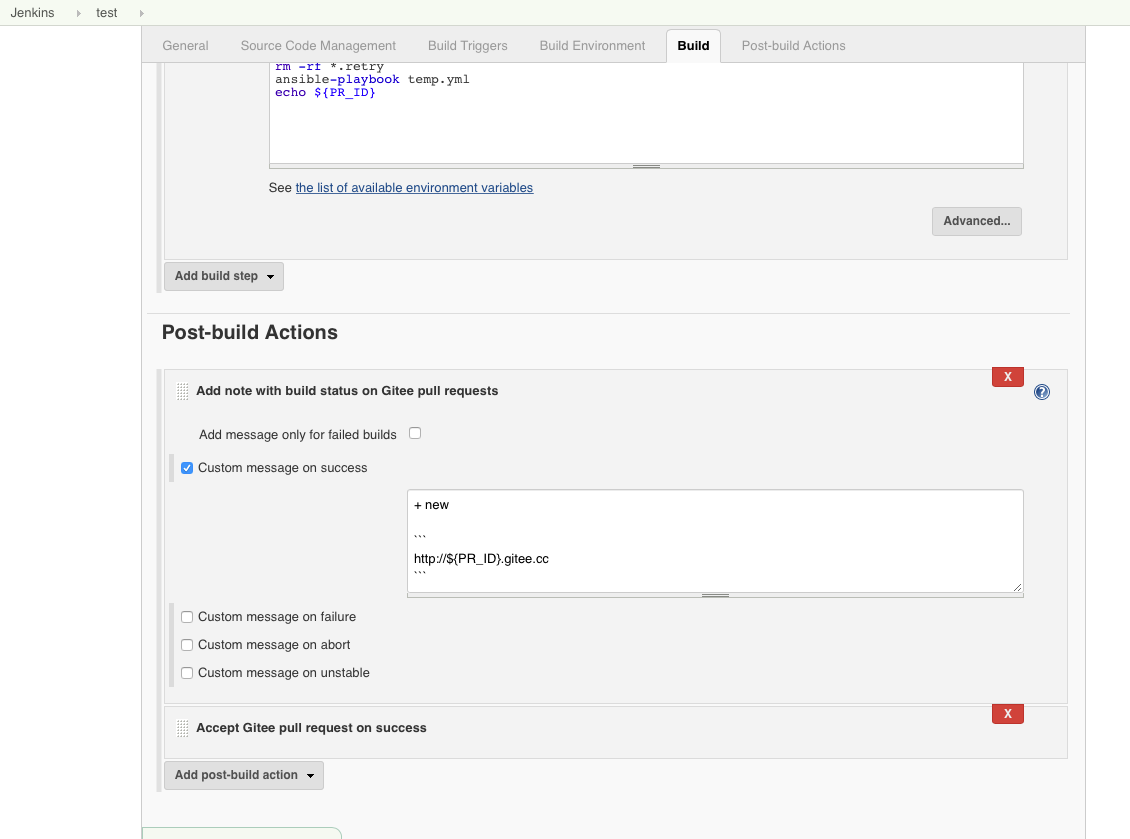 Jenkins test
General Source Code Management Build Triggers Build Environment Build Post-build Actions
rm -rf *.retry
ansible-playbook temp.yml
echo ${PR_ID}
See the list of available environment variables
Advanced...
Add build step
Post-build Actions
X
Add note with build status on Gitee pull requests
?
Add message only for failed builds
Custom message on success
+ new
```
http://${PR_ID}.gitee.cc
```
Custom message on failure
Custom message on abort
Custom message on unstable
X
Accept Gitee pull request on success
Add post-build action